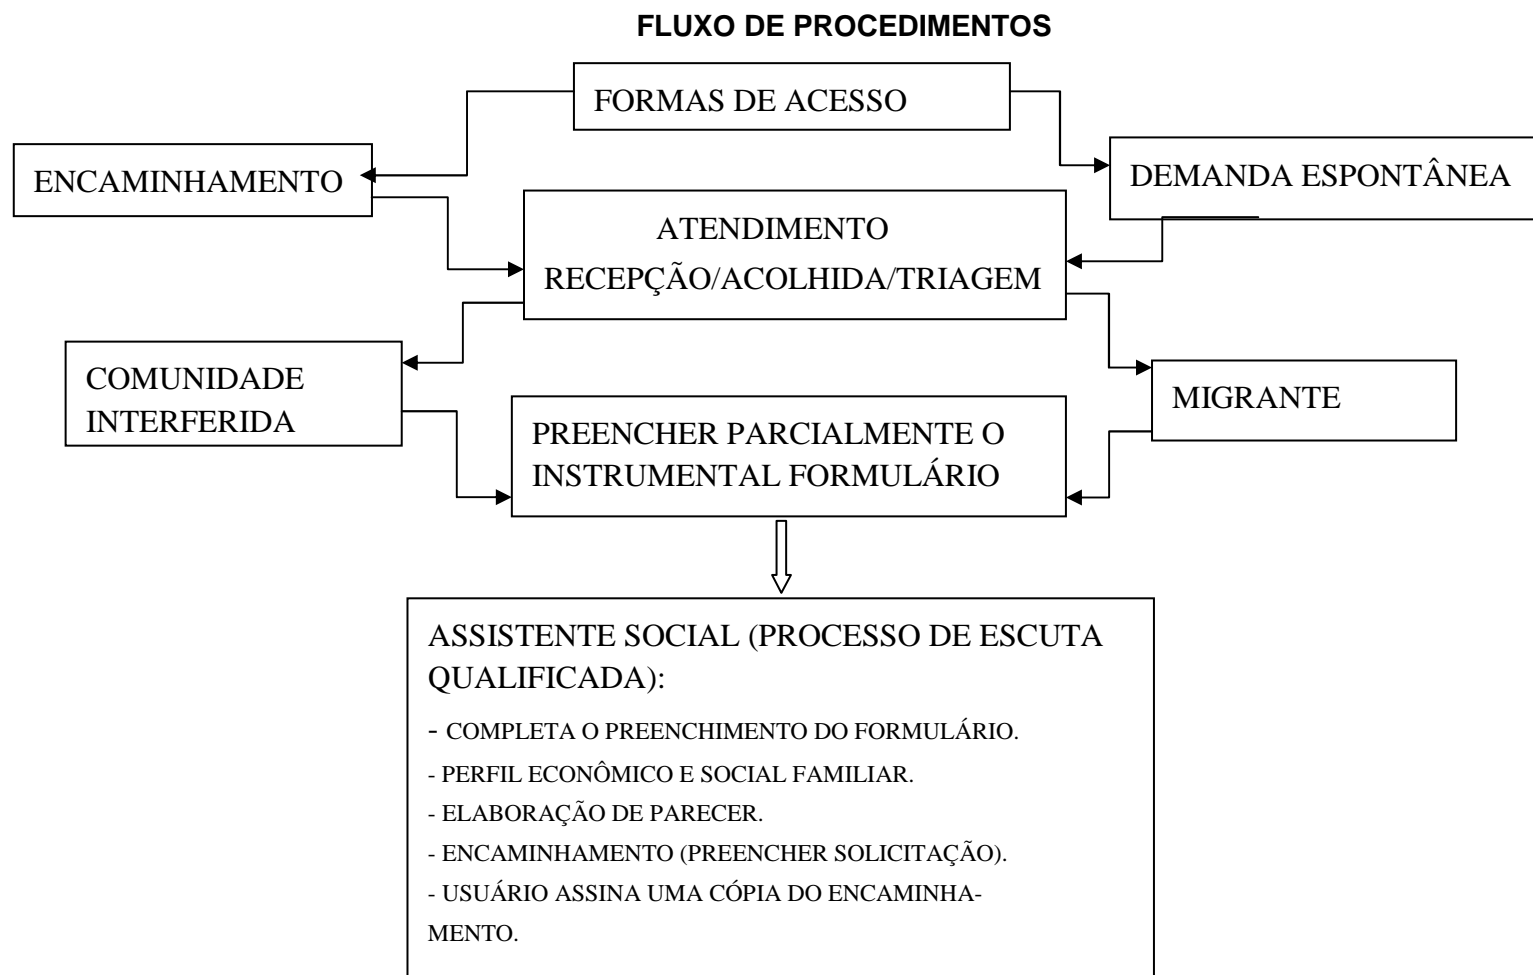 FLUXO DE PROCEDIMENTOS
FORMAS DE ACESSO
ENCAMINHAMENTO
DEMANDA ESPONTÂNEA
ATENDIMENTO
RECEPÇÃO/ACOLHIDA/TRIAGEM
COMUNIDADE
INTERFERIDA
MIGRANTE
PREENCHER PARCIALMENTE O
INSTRUMENTAL FORMULÁRIO
ASSISTENTE SOCIAL (PROCESSO DE ESCUTA
QUALIFICADA):
- COMPLETA O PREENCHIMENTO DO FORMULÁRIO.
- PERFIL ECONÔMICO E SOCIAL FAMILIAR.
- ELABORAÇÃO DE PARECER.
- ENCAMINHAMENTO (PREENCHER SOLICITAÇÃO).
- USUÁRIO ASSINA UMA CÓPIA DO ENCAMINHA-
MENTO.